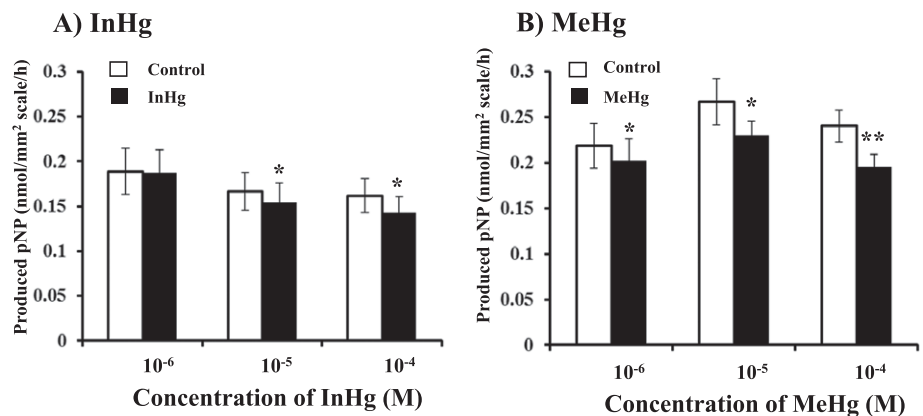 A) InHg
Produced pNP (nmol/mm² scale/h)
0.3
0.25
0.2
0.15
0.1
0.05
0
Control
InHg
*
*
10⁻⁶
10⁻⁵
10⁻⁴
Concentration of InHg (M)
B) MeHg
Produced pNP (nmol/mm² scale/h)
0.3
0.25
0.2
0.15
0.1
0.05
0
Control
MeHg
*
*
**
10⁻⁶
10⁻⁵
10⁻⁴
Concentration of MeHg (M)